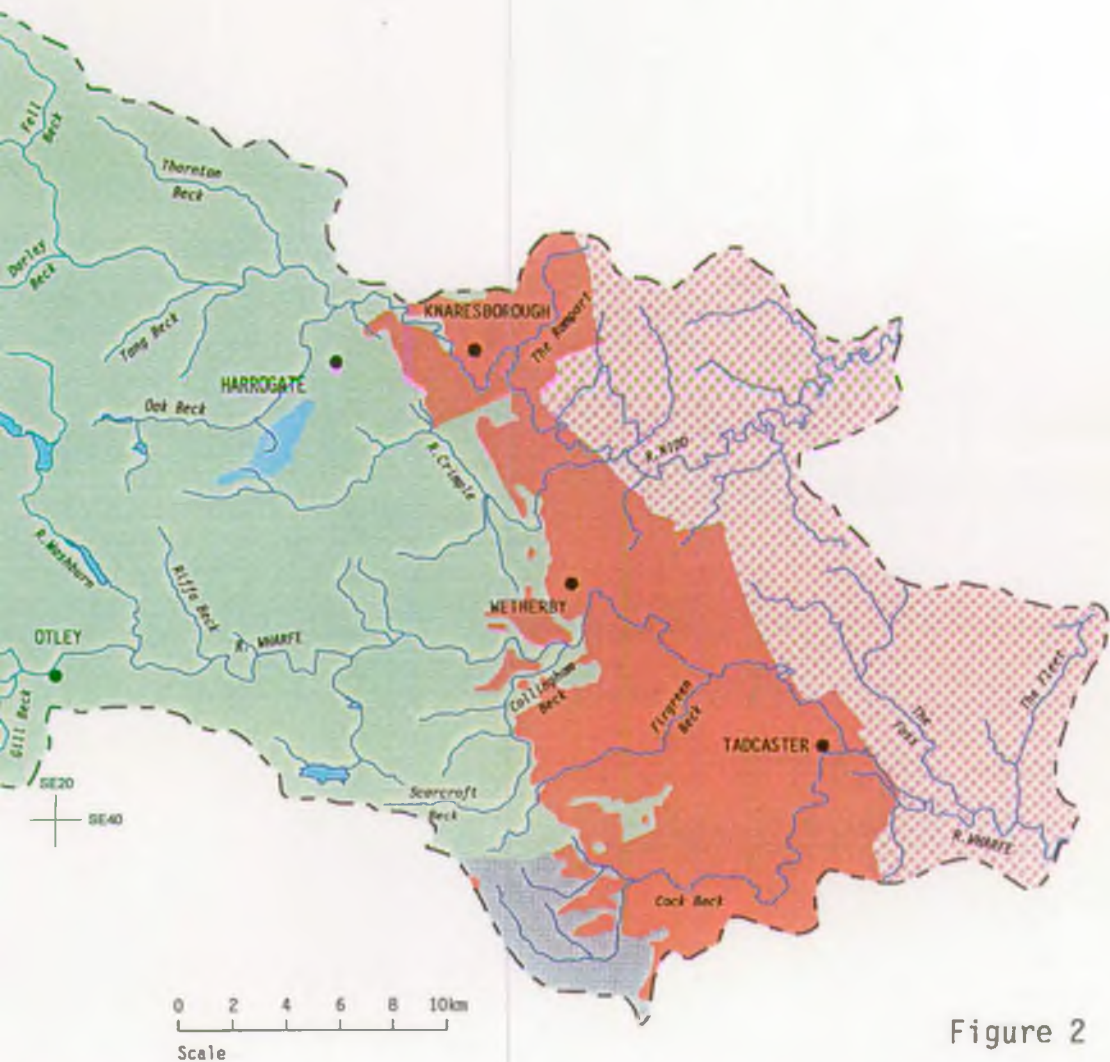 Fell
Beck
Thornton
Beck
Darley
Beck
Tang Beck
KNARESBOROUGH
The Rampart
HARROGATE
Oak Beck
R.Crimple
R.NIDD
R.Washburn
Riffa Beck
WETHERBY
OTLEY
R. WHARFE
Collingham
Beck
Firgreen
Beck
The Fleet
Gill Beck
The
Foss
TADCASTER
SE20
SE40
Scarcroft
Beck
R.WHARFE
Cock Beck
0 2 4 6 8 10km
Scale
Figure 2